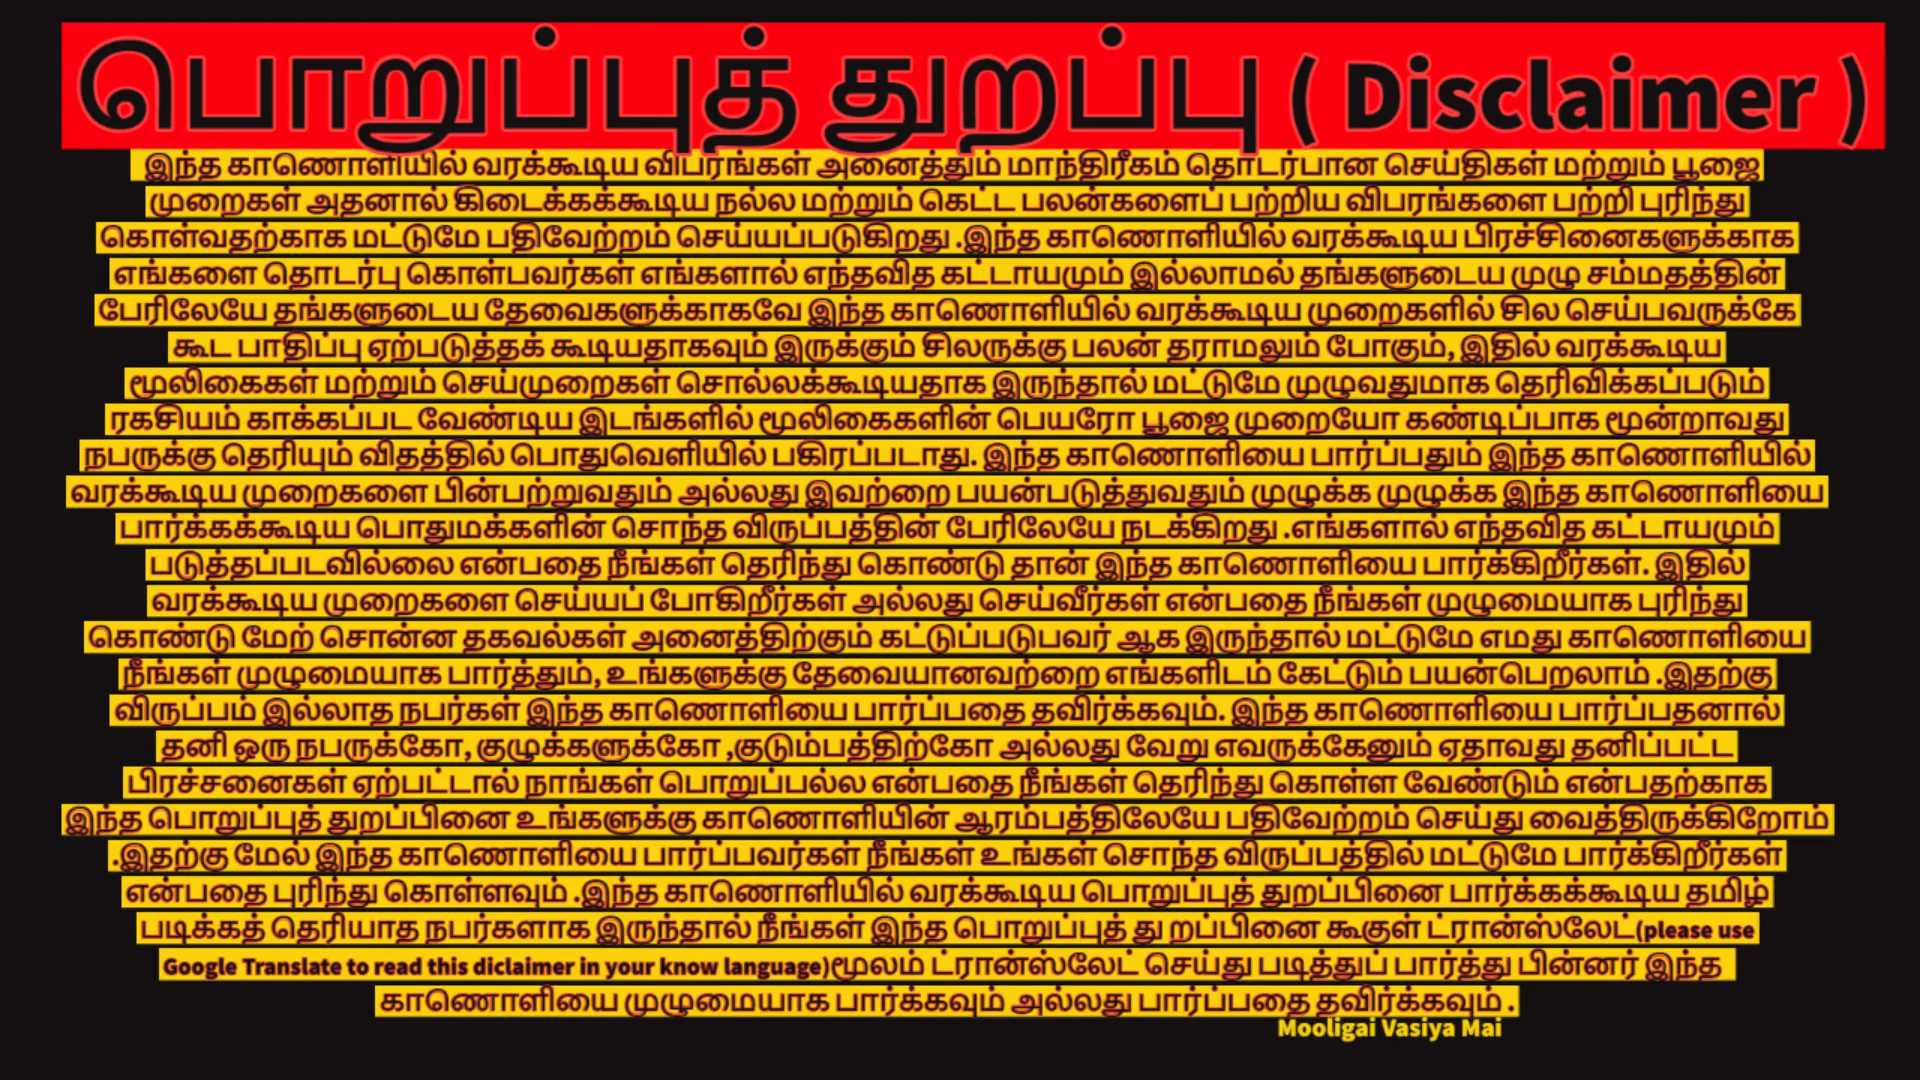 பொறுப்புத் துறப்பு ( Disclaimer )
இந்த காணொளியில் வரக்கூடிய விபரங்கள் அனைத்தும் மாந்திரீகம் தொடர்பான செய்திகள் மற்றும் பூஜை
முறைகள் அதனால் கிடைக்கக்கூடிய நல்ல மற்றும் கெட்ட பலன்களைப் பற்றிய விபரங்களை பற்றி புரிந்து
கொள்வதற்காக மட்டுமே பதிவேற்றம் செய்யப்படுகிறது .இந்த காணொளியில் வரக்கூடிய பிரச்சினைகளுக்காக
எங்களை தொடர்பு கொள்பவர்கள் எங்களால் எந்தவித கட்டாயமும் இல்லாமல் தங்களுடைய முழு சம்மதத்தின்
பேரிலேயே தங்களுடைய தேவைகளுக்காகவே இந்த காணொளியில் வரக்கூடிய முறைகளில் சில செய்பவருக்கே
கூட பாதிப்பு ஏற்படுத்தக் கூடியதாகவும் இருக்கும் சிலருக்கு பலன் தராமலும் போகும், இதில் வரக்கூடிய
மூலிகைகள் மற்றும் செய்முறைகள் சொல்லக்கூடியதாக இருந்தால் மட்டுமே முழுவதுமாக தெரிவிக்கப்படும்
ரகசியம் காக்கப்பட வேண்டிய இடங்களில் மூலிகைகளின் பெயரோ பூஜை முறையோ கண்டிப்பாக மூன்றாவது
நபருக்கு தெரியும் விதத்தில் பொதுவெளியில் பகிரப்படாது. இந்த காணொளியை பார்ப்பதும் இந்த காணொளியில்
வரக்கூடிய முறைகளை பின்பற்றுவதும் அல்லது இவற்றை பயன்படுத்துவதும் முழுக்க முழுக்க இந்த காணொளியை
பார்க்கக்கூடிய பொதுமக்களின் சொந்த விருப்பத்தின் பேரிலேயே நடக்கிறது .எங்களால் எந்தவித கட்டாயமும்
படுத்தப்படவில்லை என்பதை நீங்கள் தெரிந்து கொண்டு தான் இந்த காணொளியை பார்க்கிறீர்கள். இதில்
வரக்கூடிய முறைகளை செய்யப் போகிறீர்கள் அல்லது செய்வீர்கள் என்பதை நீங்கள் முழுமையாக புரிந்து
கொண்டு மேற் சொன்ன தகவல்கள் அனைத்திற்கும் கட்டுப்படுபவர் ஆக இருந்தால் மட்டுமே எமது காணொளியை
நீங்கள் முழுமையாக பார்த்தும், உங்களுக்கு தேவையானவற்றை எங்களிடம் கேட்டும் பயன்பெறலாம் .இதற்கு
விருப்பம் இல்லாத நபர்கள் இந்த காணொளியை பார்ப்பதை தவிர்க்கவும். இந்த காணொளியை பார்ப்பதனால்
தனி ஒரு நபருக்கோ, குழுக்களுக்கோ ,குடும்பத்திற்கோ அல்லது வேறு எவருக்கேனும் ஏதாவது தனிப்பட்ட
பிரச்சனைகள் ஏற்பட்டால் நாங்கள் பொறுப்பல்ல என்பதை நீங்கள் தெரிந்து கொள்ள வேண்டும் என்பதற்காக
இந்த பொறுப்புத் துறப்பினை உங்களுக்கு காணொளியின் ஆரம்பத்திலேயே பதிவேற்றம் செய்து வைத்திருக்கிறோம்
.இதற்கு மேல் இந்த காணொளியை பார்ப்பவர்கள் நீங்கள் உங்கள் சொந்த விருப்பத்தில் மட்டுமே பார்க்கிறீர்கள்
என்பதை புரிந்து கொள்ளவும் .இந்த காணொளியில் வரக்கூடிய பொறுப்புத் துறப்பினை பார்க்கக்கூடிய தமிழ்
படிக்கத் தெரியாத நபர்களாக இருந்தால் நீங்கள் இந்த பொறுப்புத் து றப்பினை கூகுள் ட்ரான்ஸ்லேட்(please use
Google Translate to read this diclaimer in your know language)மூலம் ட்ரான்ஸ்லேட் செய்து படித்துப் பார்த்து பின்னர் இந்த
காணொளியை முழுமையாக பார்க்கவும் அல்லது பார்ப்பதை தவிர்க்கவும் .
Mooligai Vasiya Mai